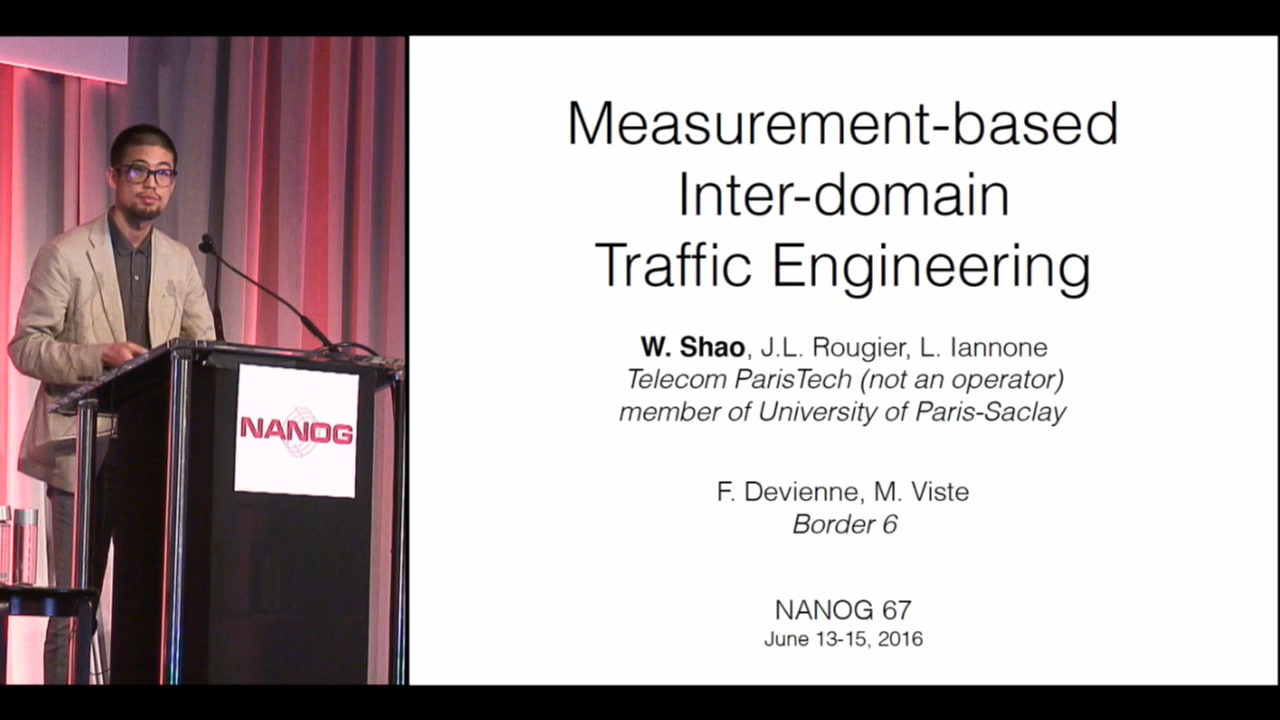 NANOG
Measurement-based
Inter-domain
Traffic Engineering
W. Shao, J.L. Rougier, L. Iannone
Telecom ParisTech (not an operator)
member of University of Paris-Saclay
F. Devienne, M. Viste
Border 6
NANOG 67
June 13-15, 2016